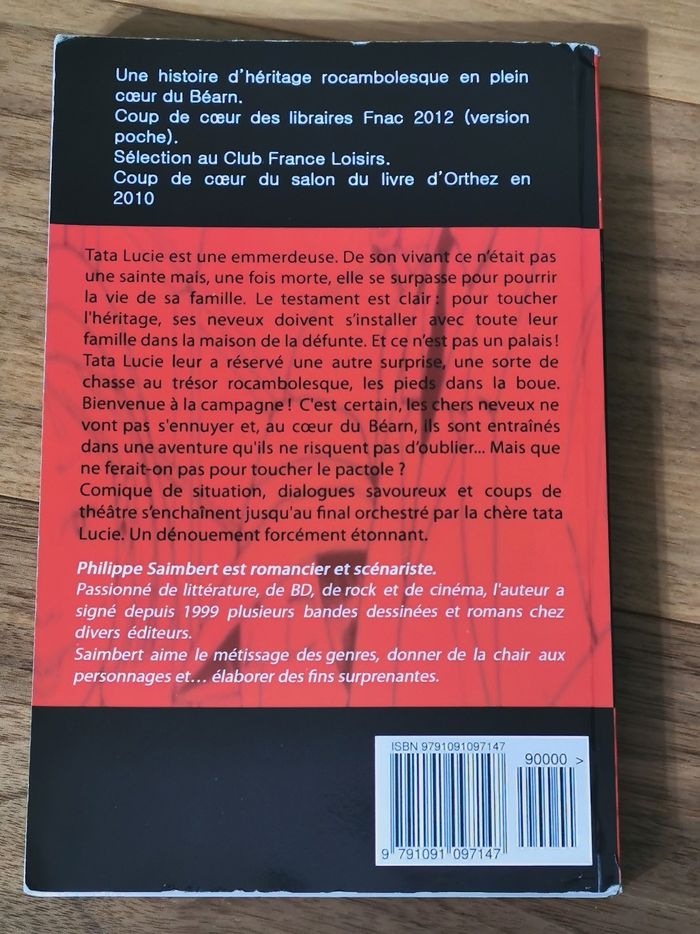 Une histoire d'héritage rocambolesque en plein
cœur du Béarn.
Coup de cœur des libraires Fnac 2012 (version
poche).
Sélection au Club France Loisirs.
Coup de cœur du salon du livre d'Orthez en
2010
Tata Lucie est une emmerdeuse. De son vivant ce n'était pas
une sainte mais, une fois morte, elle se surpasse pour pourrir
la vie de sa famille. Le testament est clair : pour toucher
l'héritage, ses neveux doivent s'installer avec toute leur
famille dans la maison de la défunte. Et ce n'est pas un palais !
Tata Lucie leur a réservé une autre surprise, une sorte de
chasse au trésor rocambolesque, les pieds dans la boue.
Bienvenue à la campagne ! C'est certain, les chers neveux ne
vont pas s'ennuyer et, au cœur du Béarn, ils sont entraînés
dans une aventure qu'ils ne risquent pas d'oublier... Mais que
ne ferait-on pas pour toucher le pactole ?
Comique de situation, dialogues savoureux et coups de
théâtre s'enchaînent jusqu'au final orchestré par la chère tata
Lucie. Un dénouement forcément étonnant.
Philippe Saimbert est romancier et scénariste.
Passionné de littérature, de BD, de rock et de cinéma, l'auteur a
signé depuis 1999 plusieurs bandes dessinées et romans chez
divers éditeurs.
Saimbert aime le métissage des genres, donner de la chair aux
personnages et… élaborer des fins surprenantes.
ISBN 9791091097147
90000 >
9 791091 097147